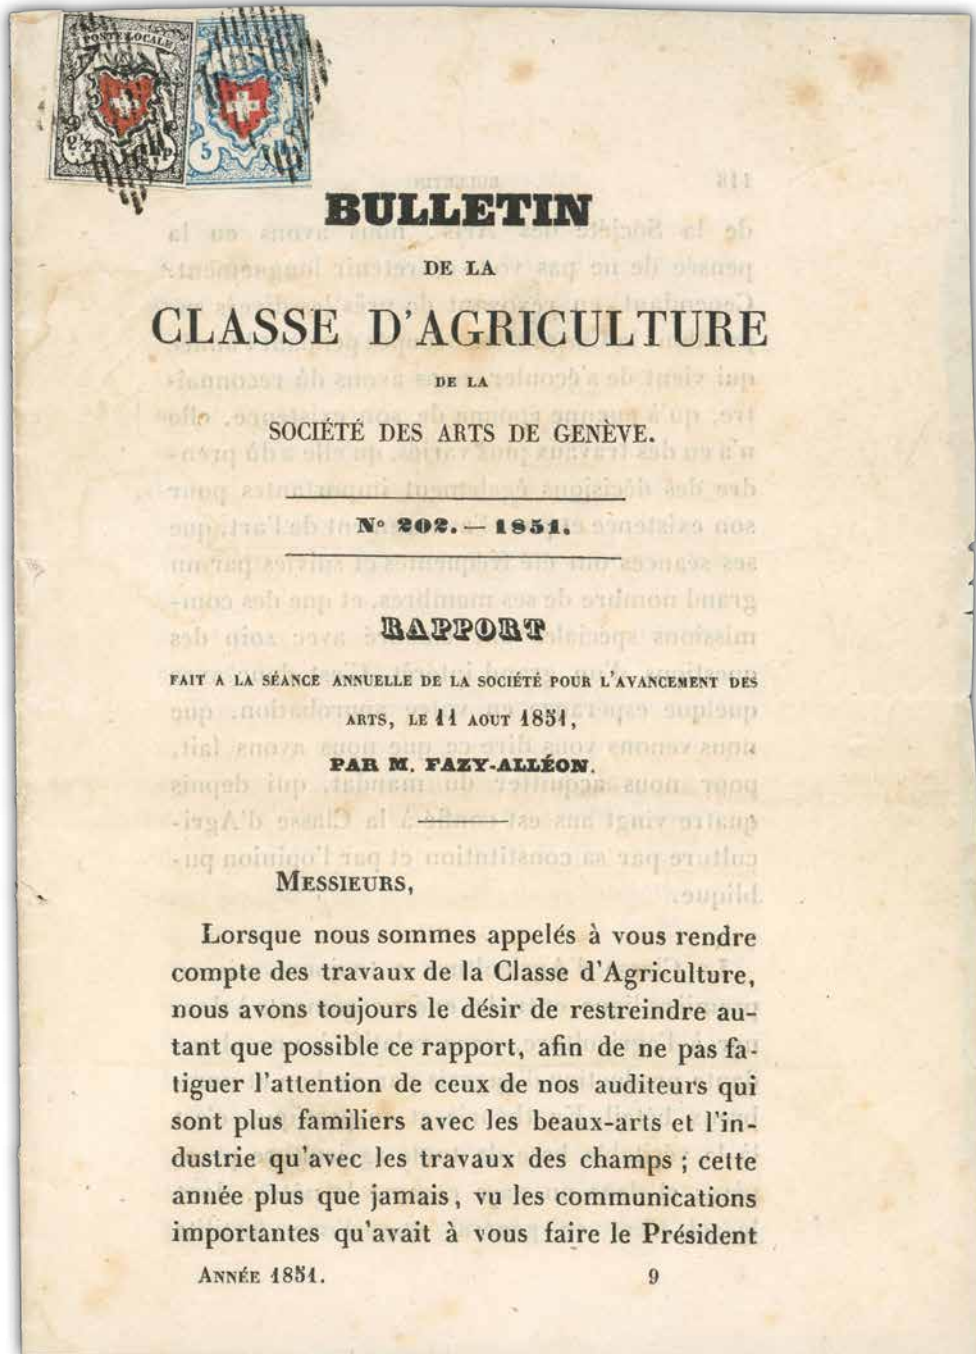 POSTE LOCALE
2½
5
BULLETIN
DE LA
CLASSE D'AGRICULTURE
DE LA
SOCIÉTÉ DES ARTS DE GENÈVE.
Nº 202. — 1851.
RAPPORT
FAIT A LA SÉANCE ANNUELLE DE LA SOCIÉTÉ POUR L'AVANCEMENT DES
ARTS, LE 11 AOUT 1851,
PAR M. FAZY-ALLÉON.
MESSIEURS,
Lorsque nous sommes appelés à vous rendre
compte des travaux de la Classe d'Agriculture,
nous avons toujours le désir de restreindre au-
tant que possible ce rapport, afin de ne pas fa-
tiguer l'attention de ceux de nos auditeurs qui
sont plus familiers avec les beaux-arts et l'in-
dustrie qu'avec les travaux des champs ; cette
année plus que jamais, vu les communications
importantes qu'avait à vous faire le Président
ANNÉE 1851. 9